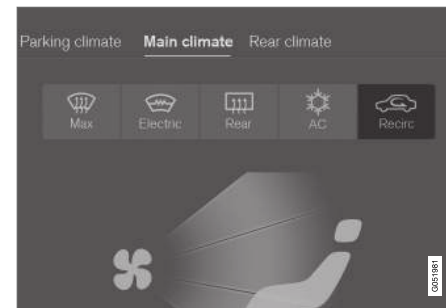 Parking climate Main climate Rear climate
Max Electric Rear AC Recirc
G051981